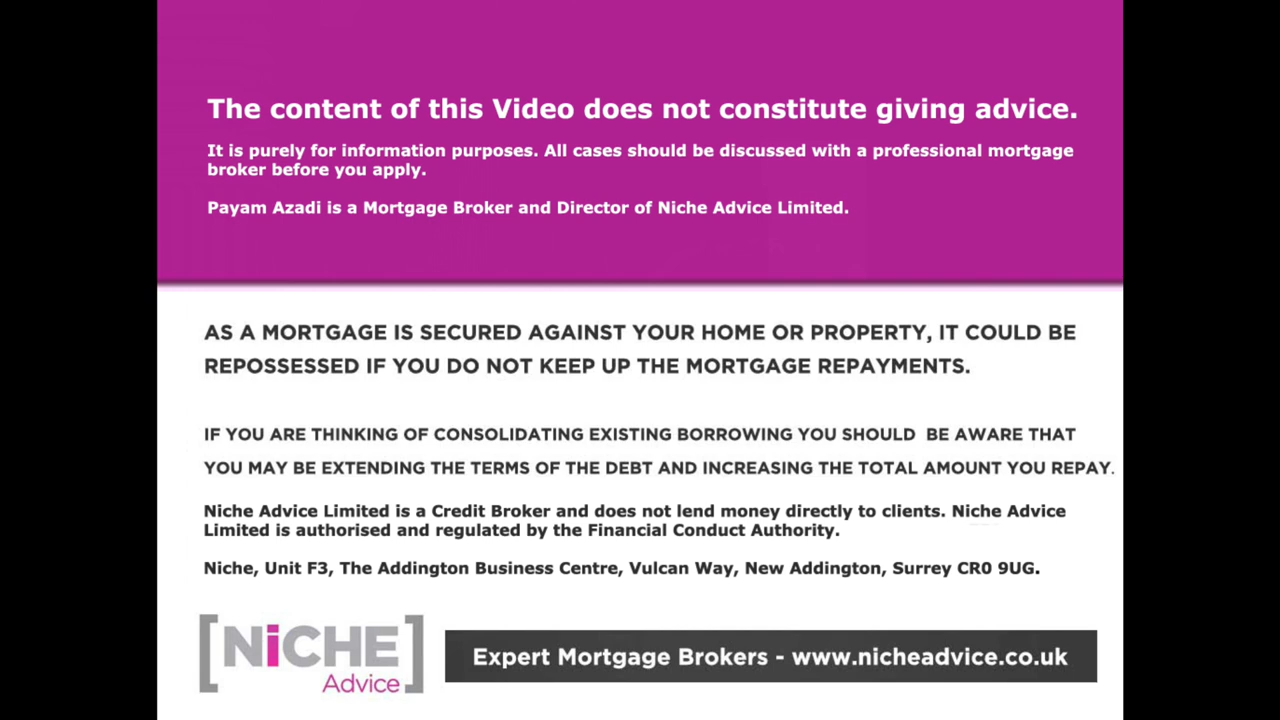 The content of this Video does not constitute giving advice.
It is purely for information purposes. All cases should be discussed with a professional mortgage
broker before you apply.
Payam Azadi is a Mortgage Broker and Director of Niche Advice Limited.
AS A MORTGAGE IS SECURED AGAINST YOUR HOME OR PROPERTY, IT COULD BE
REPOSSESSED IF YOU DO NOT KEEP UP THE MORTGAGE REPAYMENTS.
IF YOU ARE THINKING OF CONSOLIDATING EXISTING BORROWING YOU SHOULD BE AWARE THAT
YOU MAY BE EXTENDING THE TERMS OF THE DEBT AND INCREASING THE TOTAL AMOUNT YOU REPAY.
Niche Advice Limited is a Credit Broker and does not lend money directly to clients. Niche Advice
Limited is authorised and regulated by the Financial Conduct Authority.
Niche, Unit F3, The Addington Business Centre, Vulcan Way, New Addington, Surrey CR0 9UG.
[NiCHE]
Advice
Expert Mortgage Brokers - www.nicheadvice.co.uk